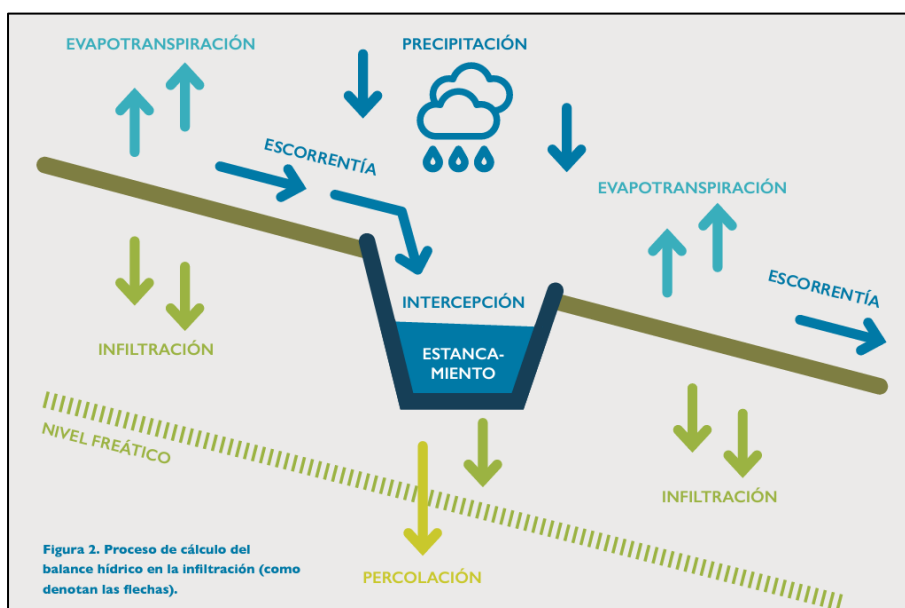 EVAPOTRANSPIRACIÓN
PRECIPITACIÓN
ESCORRENTÍA
EVAPOTRANSPIRACIÓN
ESCORRENTÍA
INTERCEPCIÓN
ESTANCA-
MIENTO
INFILTRACIÓN
NIVEL FREÁTICO
INFILTRACIÓN
Figura 2. Proceso de cálculo del
balance hídrico en la infiltración (como
denotan las flechas).
PERCOLACIÓN